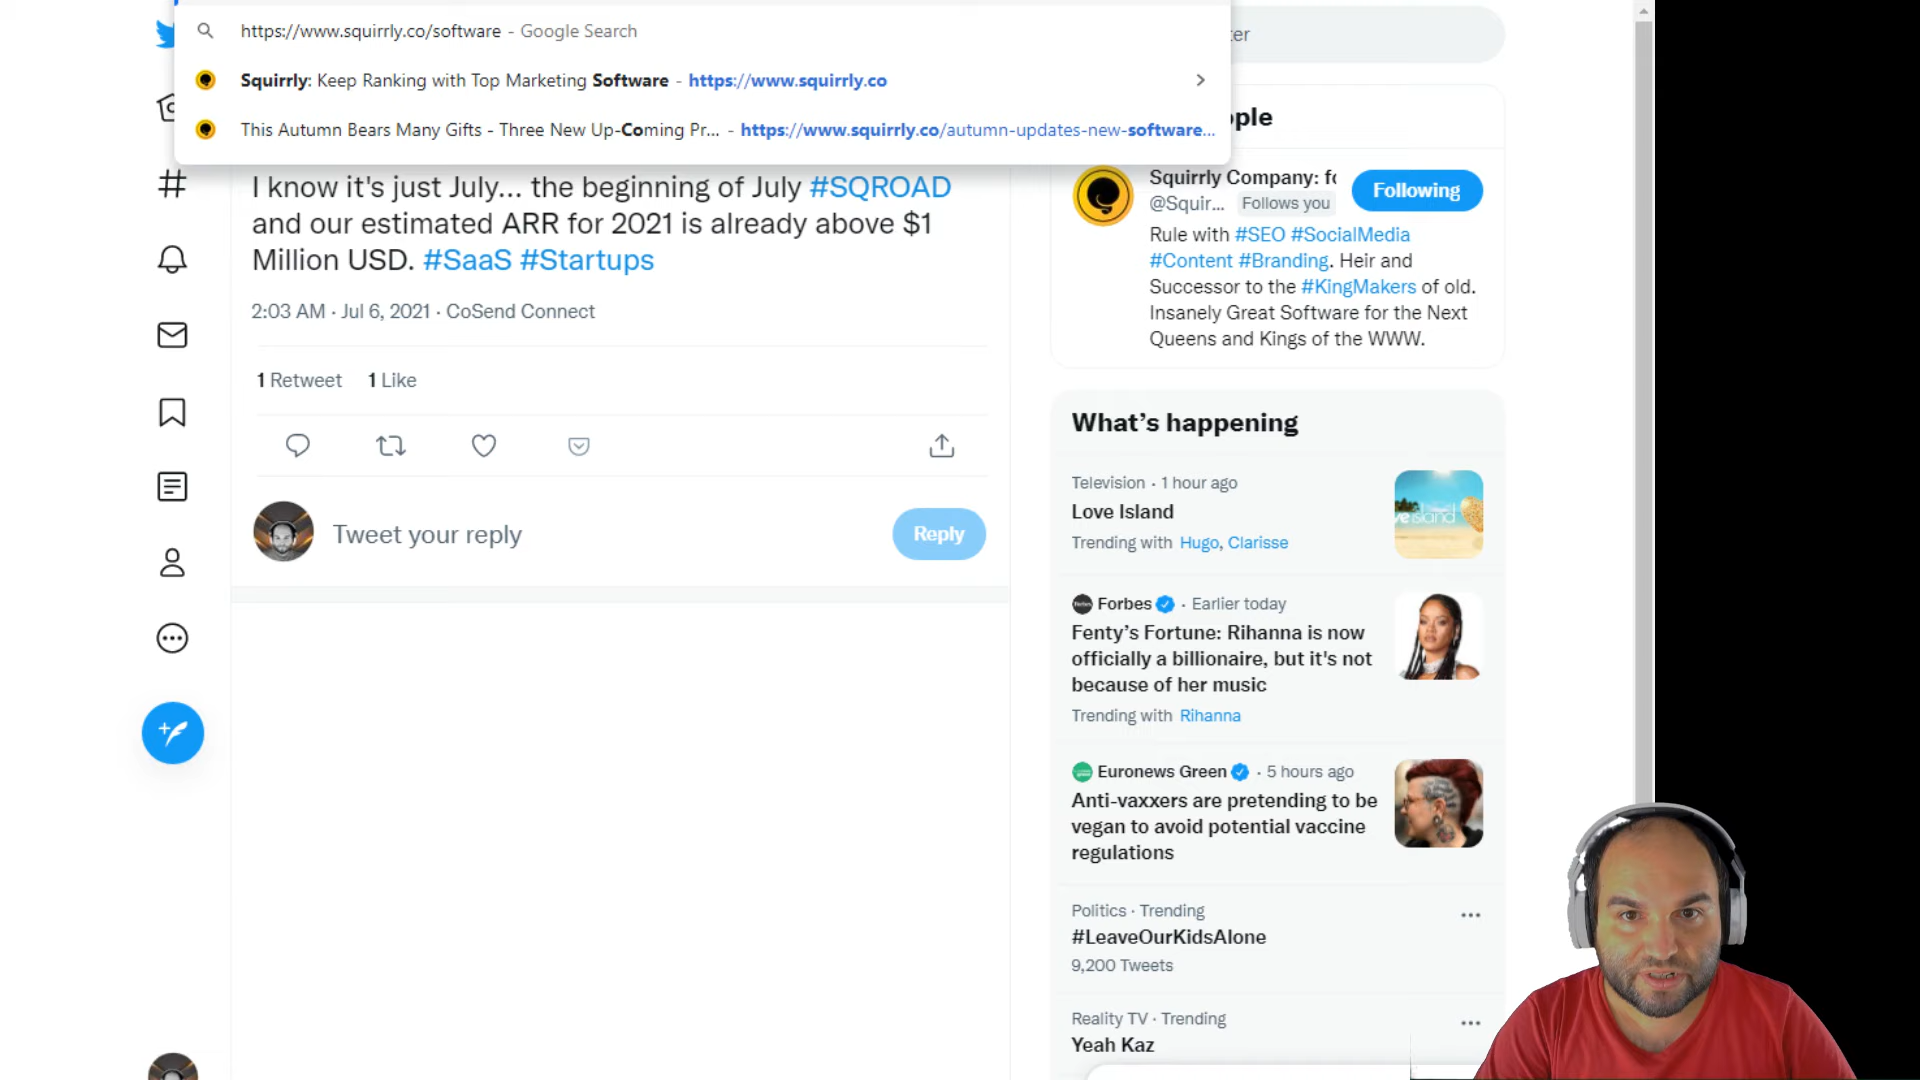 https://www.squirrly.co/software - Google Search
Squirrly: Keep Ranking with Top Marketing Software - https://www.squirrly.co
This Autumn Bears Many Gifts - Three New Up-Coming Pr... - https://www.squirrly.co/autumn-updates-new-software...
I know it's just July... the beginning of July #SQROAD
and our estimated ARR for 2021 is already above $1
Million USD. #SaaS #Startups
2:03 AM · Jul 6, 2021 · CoSend Connect
1 Retweet 1 Like
Tweet your reply
Reply
Squirrly Company: fo
@Squir... Follows you
Following
Rule with #SEO #SocialMedia
#Content #Branding. Heir and
Successor to the #KingMakers of old.
Insanely Great Software for the Next
Queens and Kings of the WWW.
What's happening
Television · 1 hour ago
Love Island
Trending with Hugo, Clarisse
Forbes · Earlier today
Fenty's Fortune: Rihanna is now
officially a billionaire, but it's not
because of her music
Trending with Rihanna
Euronews Green · 5 hours ago
Anti-vaxxers are pretending to be
vegan to avoid potential vaccine
regulations
Politics · Trending
#LeaveOurKidsAlone
9,200 Tweets
Reality TV · Trending
Yeah Kaz